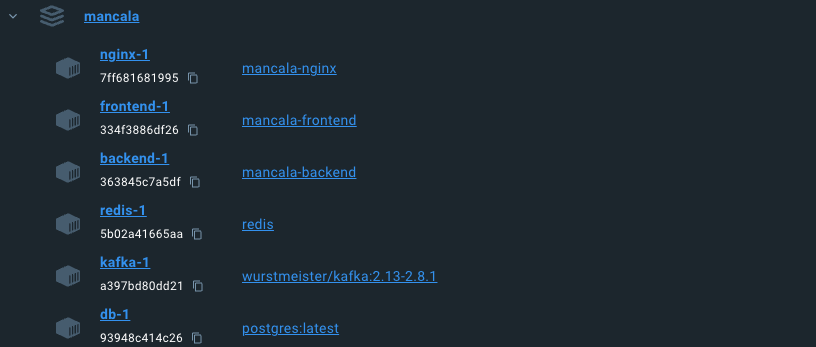 mancala
nginx-1
7ff681681995
mancala-nginx
frontend-1
334f3886df26
mancala-frontend
backend-1
363845c7a5df
mancala-backend
redis-1
5b02a41665aa
redis
kafka-1
a397bd80dd21
wurstmeister/kafka:2.13-2.8.1
db-1
93948c414c26
postgres:latest